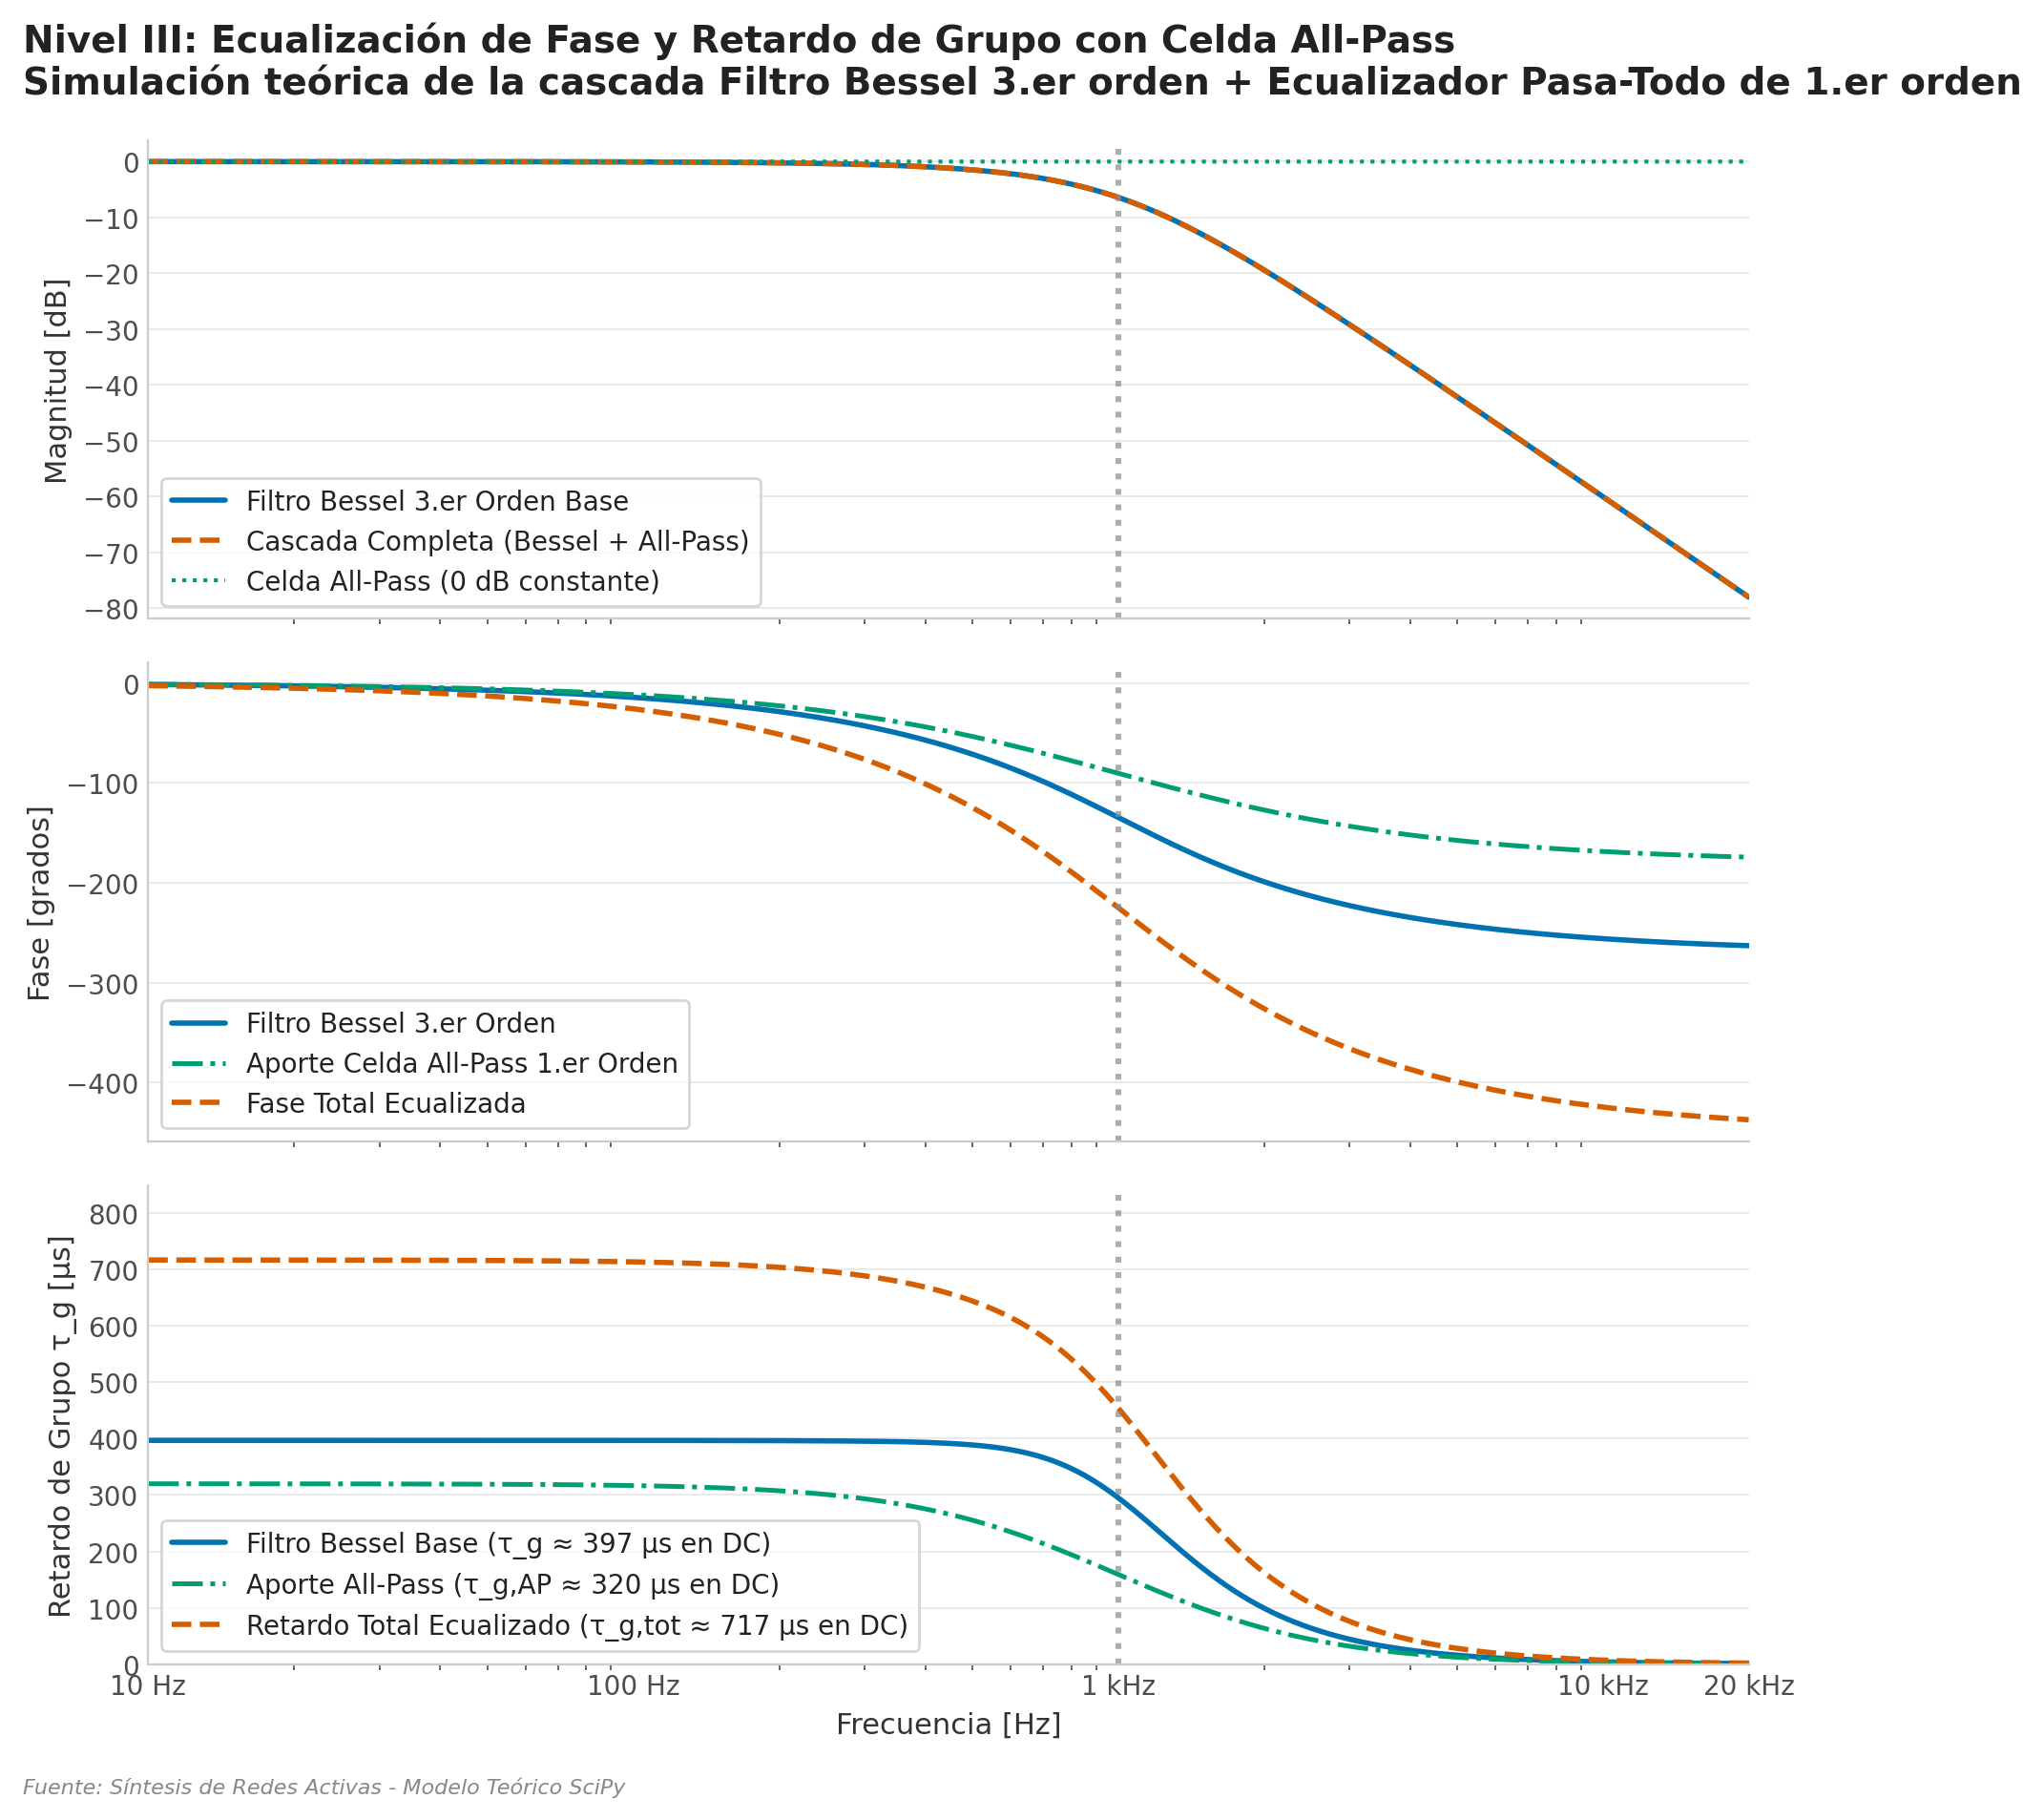 Nivel III: Ecualización de Fase y Retardo de Grupo con Celda All-Pass
Simulación teórica de la cascada Filtro Bessel 3.er orden + Ecualizador Pasa-Todo de 1.er orden
Magnitud [dB]
0
−10
−20
−30
−40
−50
−60
−70
−80
Filtro Bessel 3.er Orden Base
Cascada Completa (Bessel + All-Pass)
Celda All-Pass (0 dB constante)
Fase [grados]
0
−100
−200
−300
−400
Filtro Bessel 3.er Orden
Aporte Celda All-Pass 1.er Orden
Fase Total Ecualizada
Retardo de Grupo τ_g [µs]
800
700
600
500
400
300
200
100
0
Filtro Bessel Base (τ_g ≈ 397 µs en DC)
Aporte All-Pass (τ_g,AP ≈ 320 µs en DC)
Retardo Total Ecualizado (τ_g,tot ≈ 717 µs en DC)
10 Hz
100 Hz
1 kHz
10 kHz
20 kHz
Frecuencia [Hz]
Fuente: Síntesis de Redes Activas - Modelo Teórico SciPy